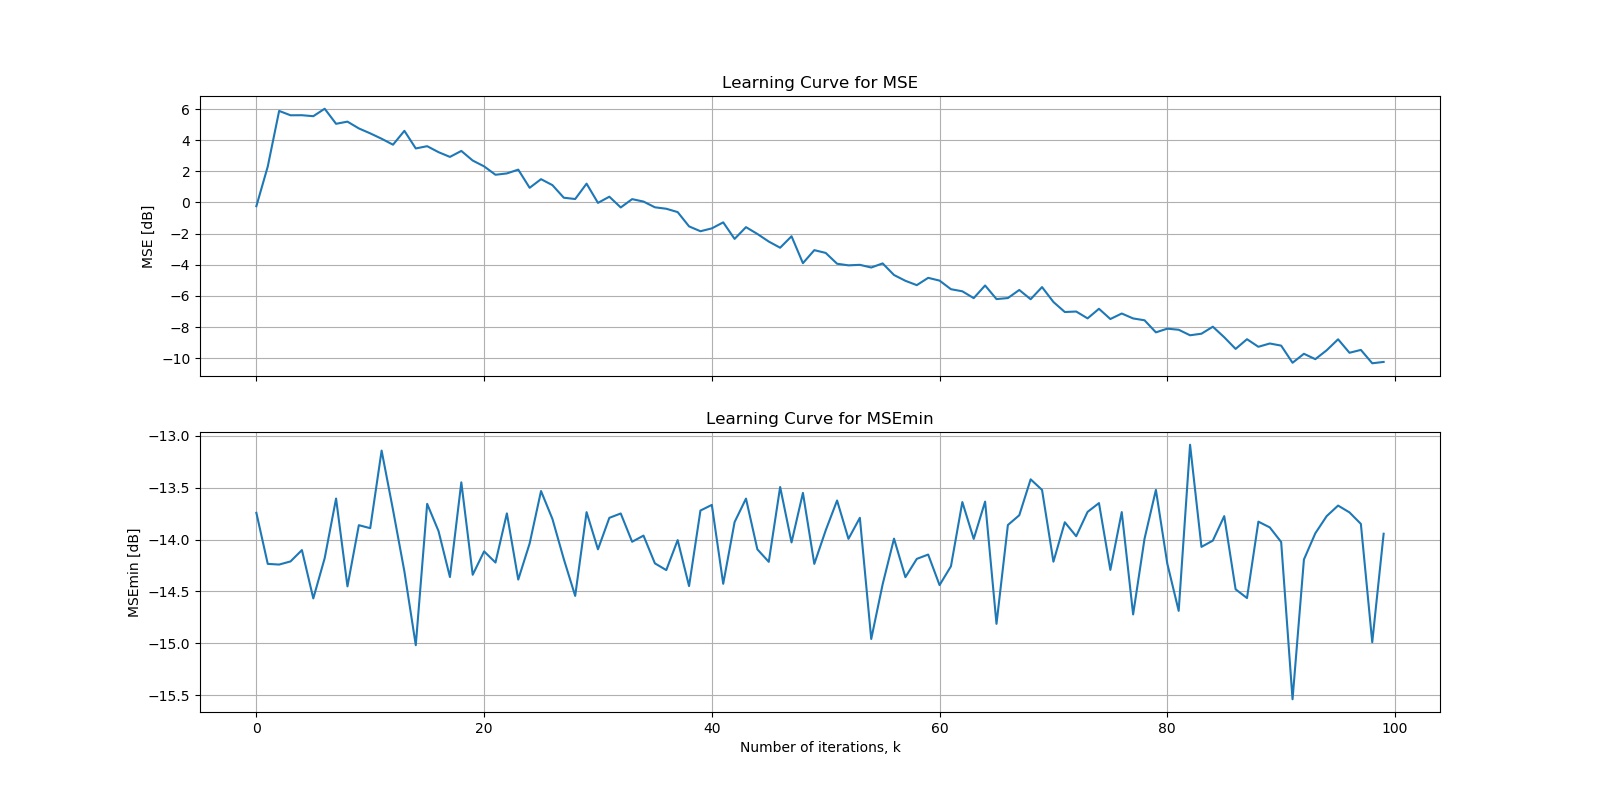 Learning Curve for MSE
6
4
2
0
−2
−4
−6
−8
−10
MSE [dB]
Learning Curve for MSEmin
−13.0
−13.5
−14.0
−14.5
−15.0
−15.5
MSEmin [dB]
0 20 40 60 80 100
Number of iterations, k